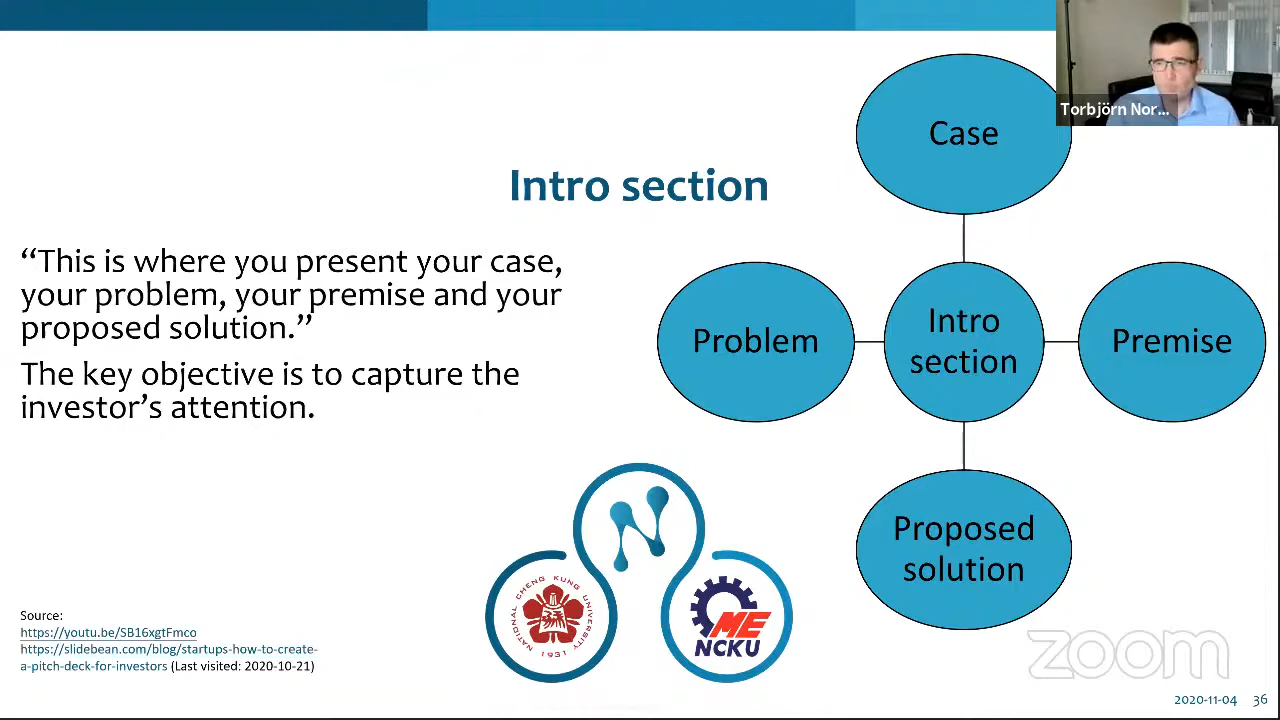 Torbjörn Nor...
Case
Intro section
“This is where you present your case,
your problem, your premise and your
proposed solution.”
The key objective is to capture the
investor’s attention.
Problem
Intro
section
Premise
Proposed
solution
NATIONAL CHENG KUNG UNIVERSITY
1931
ME
NCKU
Source:
https://youtu.be/SB16xgtFmco
https://slidebean.com/blog/startups-how-to-create-
a-pitch-deck-for-investors (Last visited: 2020-10-21)
zoom
2020-11-04 36